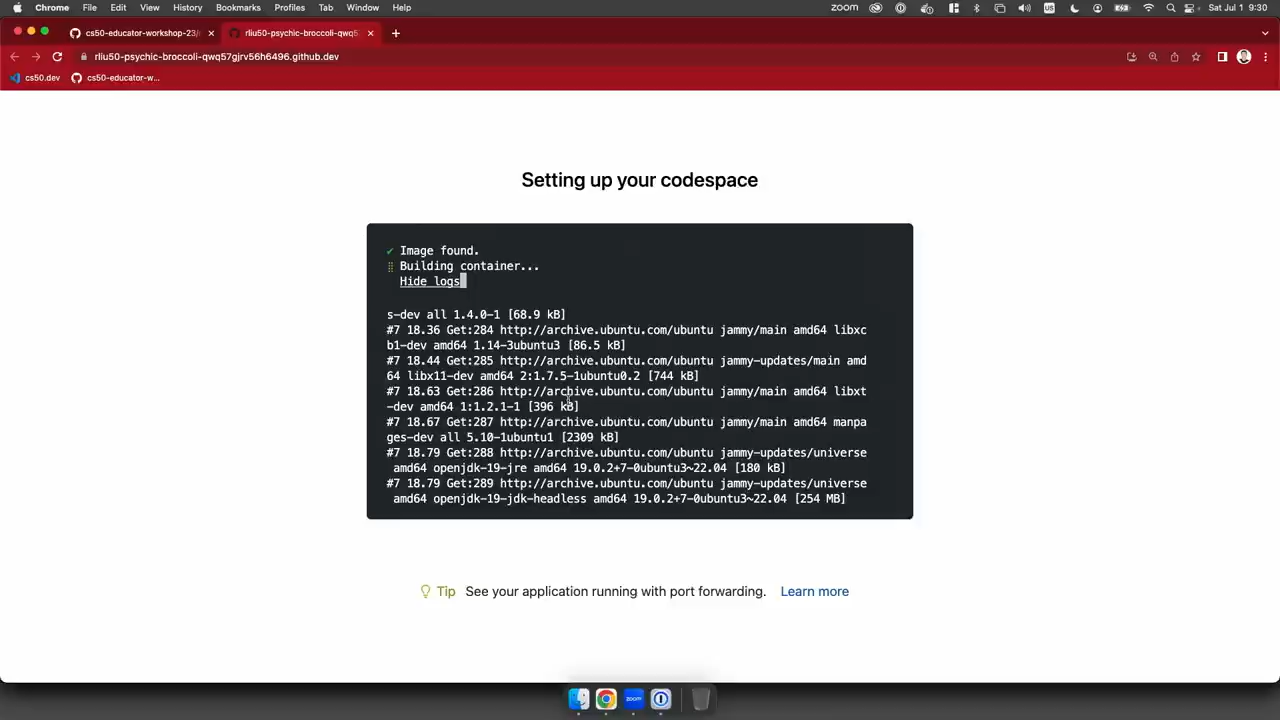 Chrome File Edit View History Bookmarks Profiles Tab Window Help zoom US Sat Jul 1 9:30
cs50-educator-workshop-23/ rliu50-psychic-broccoli-qwq5
rliu50-psychic-broccoli-qwq57gjrv56h6496.github.dev
cs50.dev cs50-educator-w...
Setting up your codespace
✔ Image found.
Building container...
Hide logs
s-dev all 1.4.0-1 [68.9 kB]
#7 18.36 Get:284 http://archive.ubuntu.com/ubuntu jammy/main amd64 libxc
b1-dev amd64 1.14-3ubuntu3 [86.5 kB]
#7 18.44 Get:285 http://archive.ubuntu.com/ubuntu jammy-updates/main amd
64 libx11-dev amd64 2:1.7.5-1ubuntu0.2 [744 kB]
#7 18.63 Get:286 http://archive.ubuntu.com/ubuntu jammy/main amd64 libxt
-dev amd64 1:1.2.1-1 [396 kB]
#7 18.67 Get:287 http://archive.ubuntu.com/ubuntu jammy/main amd64 manpa
ges-dev all 5.10-1ubuntu1 [2309 kB]
#7 18.79 Get:288 http://archive.ubuntu.com/ubuntu jammy-updates/universe
amd64 openjdk-19-jre amd64 19.0.2+7-0ubuntu3~22.04 [180 kB]
#7 18.79 Get:289 http://archive.ubuntu.com/ubuntu jammy-updates/universe
amd64 openjdk-19-jdk-headless amd64 19.0.2+7-0ubuntu3~22.04 [254 MB]
Tip See your application running with port forwarding. Learn more
zoom